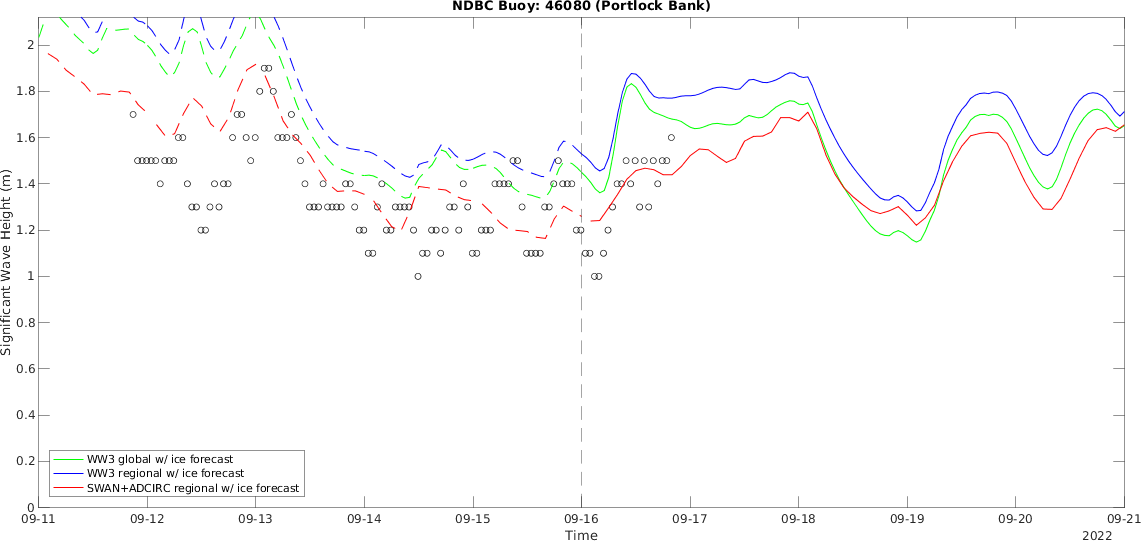 NDBC Buoy: 46080 (Portlock Bank)
2
1.8
1.6
1.4
1.2
1
0.8
0.6
0.4
0.2
0
Significant Wave Height (m)
WW3 global w/ ice forecast
WW3 regional w/ ice forecast
SWAN+ADCIRC regional w/ ice forecast
09-11 09-12 09-13 09-14 09-15 09-16 09-17 09-18 09-19 09-20 09-21
Time
2022